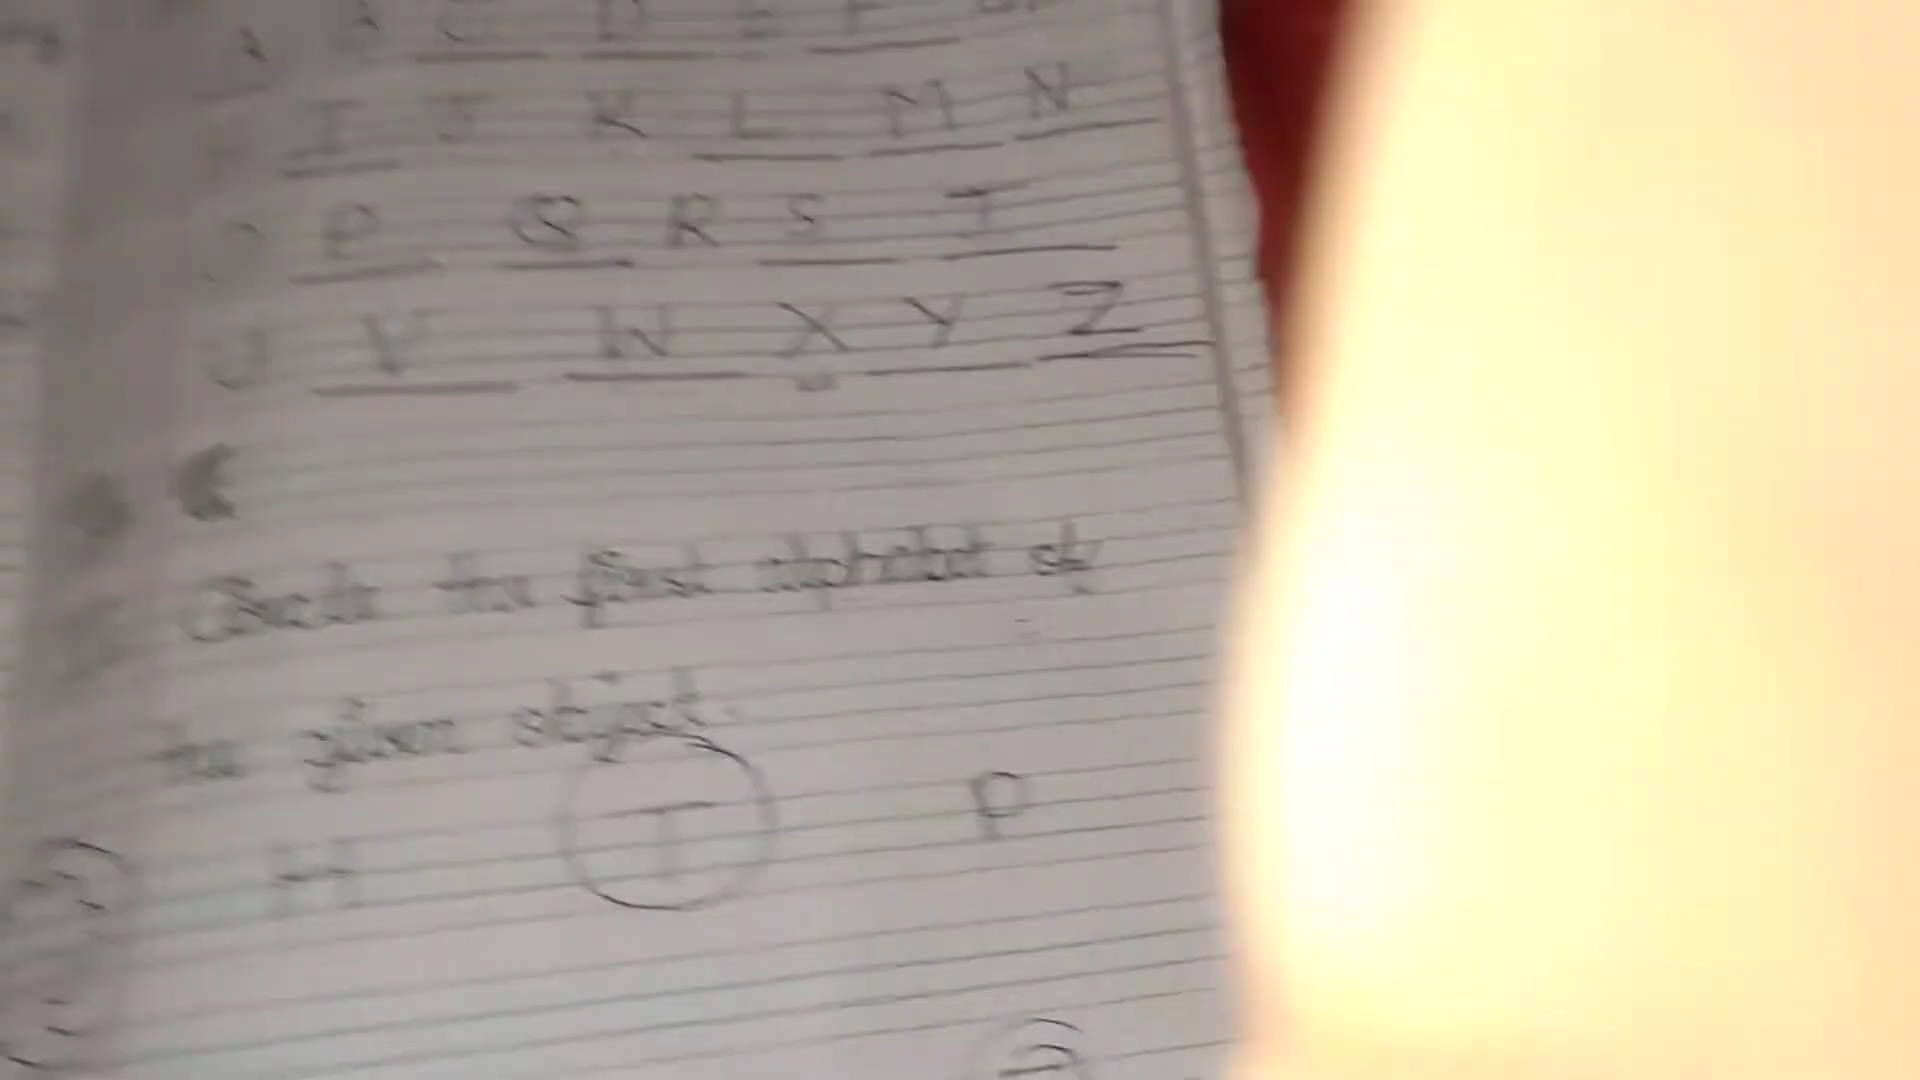 A B C D E F G
H I J K L M N
O P Q R S T
U V W X Y Z
Circle the first alphabet of
the given object.
H T P